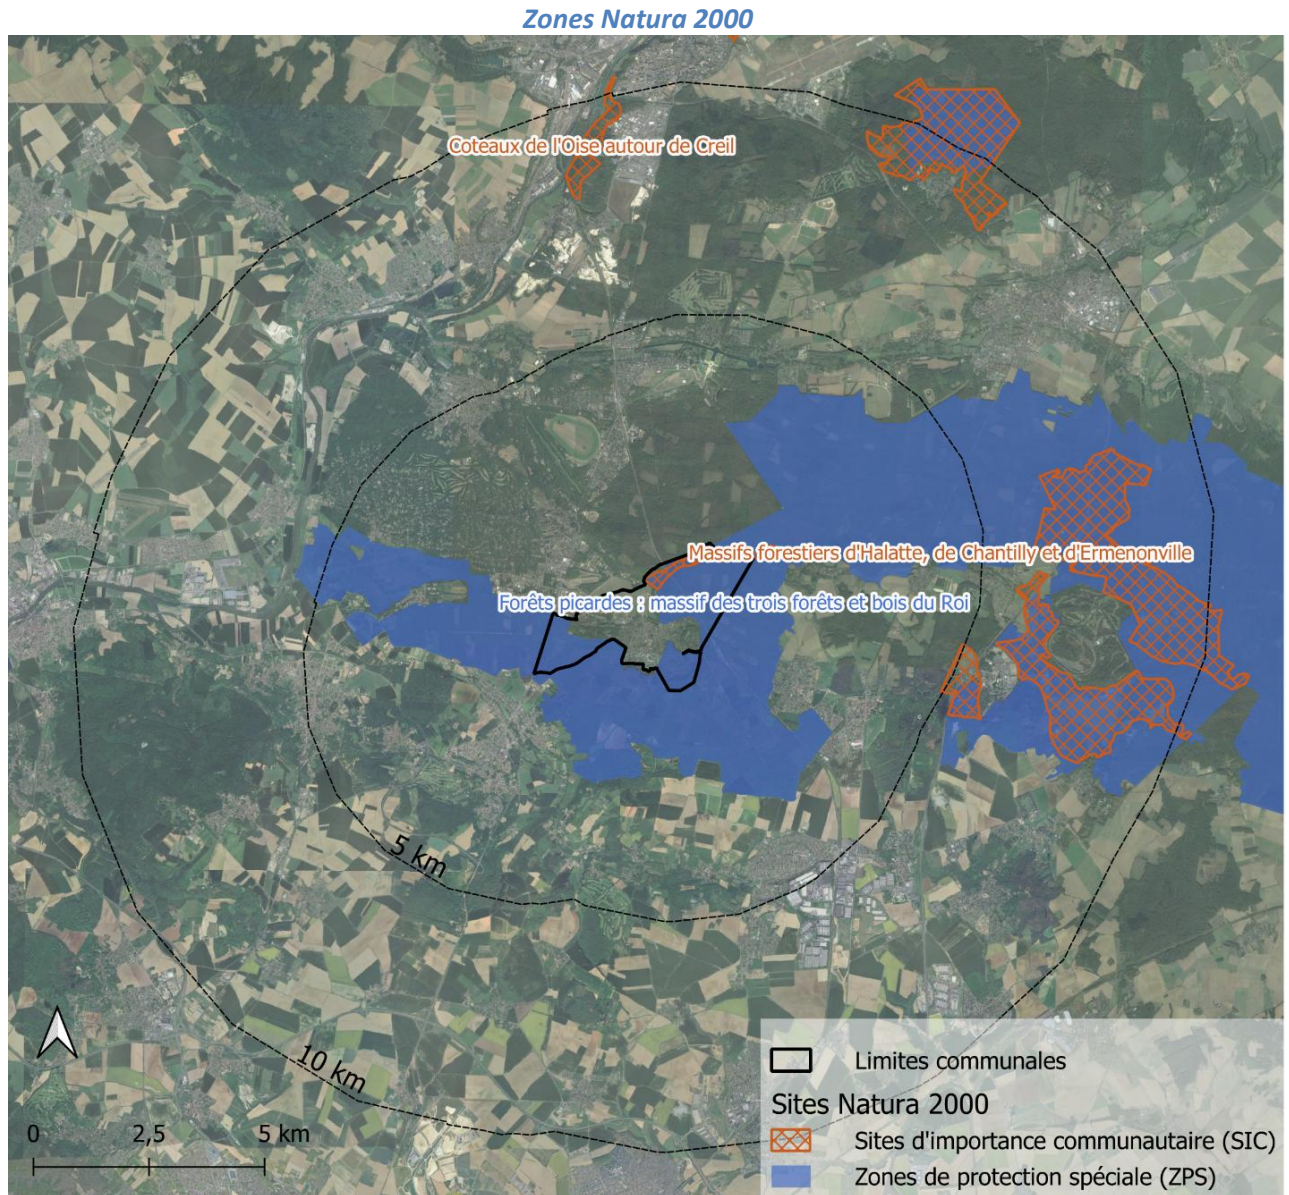 Zones Natura 2000
Coteaux de l'Oise autour de Creil
Massifs forestiers d'Halatte, de Chantilly et d'Ermenonville
Forêts picardes : massif des trois forêts et bois du Roi
5 km
10 km
0 2,5 5 km
Limites communales
Sites Natura 2000
Sites d'importance communautaire (SIC)
Zones de protection spéciale (ZPS)